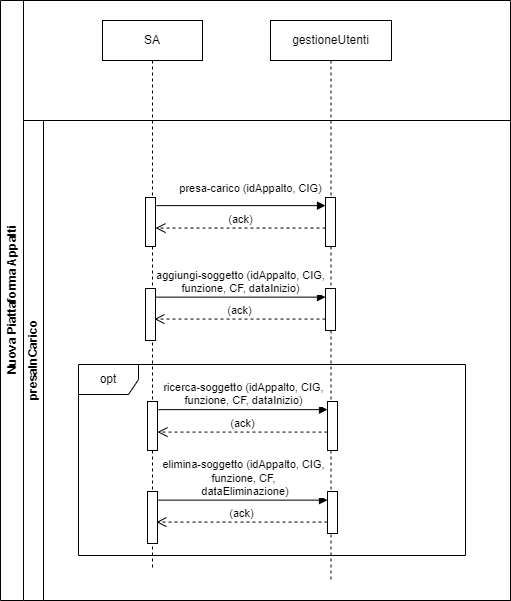 SA
gestioneUtenti
Nuova Piattaforma Appalti
presaInCarico
presa-carico (idAppalto, CIG)
(ack)
aggiungi-soggetto (idAppalto, CIG,
funzione, CF, dataInizio)
(ack)
opt
ricerca-soggetto (idAppalto, CIG,
funzione, CF, dataInizio)
(ack)
elimina-soggetto (idAppalto, CIG,
funzione, CF,
dataEliminazione)
(ack)